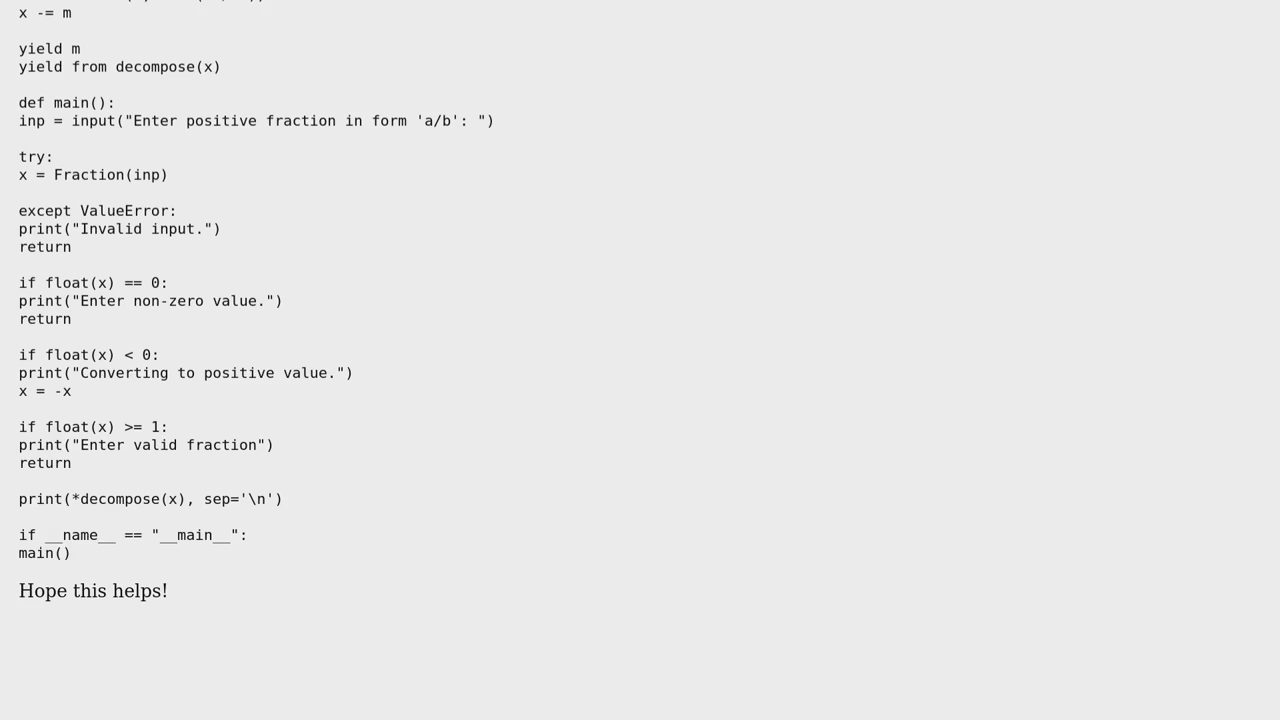 x -= m
yield m
yield from decompose(x)
def main():
inp = input("Enter positive fraction in form 'a/b': ")
try:
x = Fraction(inp)
except ValueError:
print("Invalid input.")
return
if float(x) == 0:
print("Enter non-zero value.")
return
if float(x) < 0:
print("Converting to positive value.")
x = -x
if float(x) >= 1:
print("Enter valid fraction")
return
print(*decompose(x), sep='\n')
if __name__ == "__main__":
main()
Hope this helps!